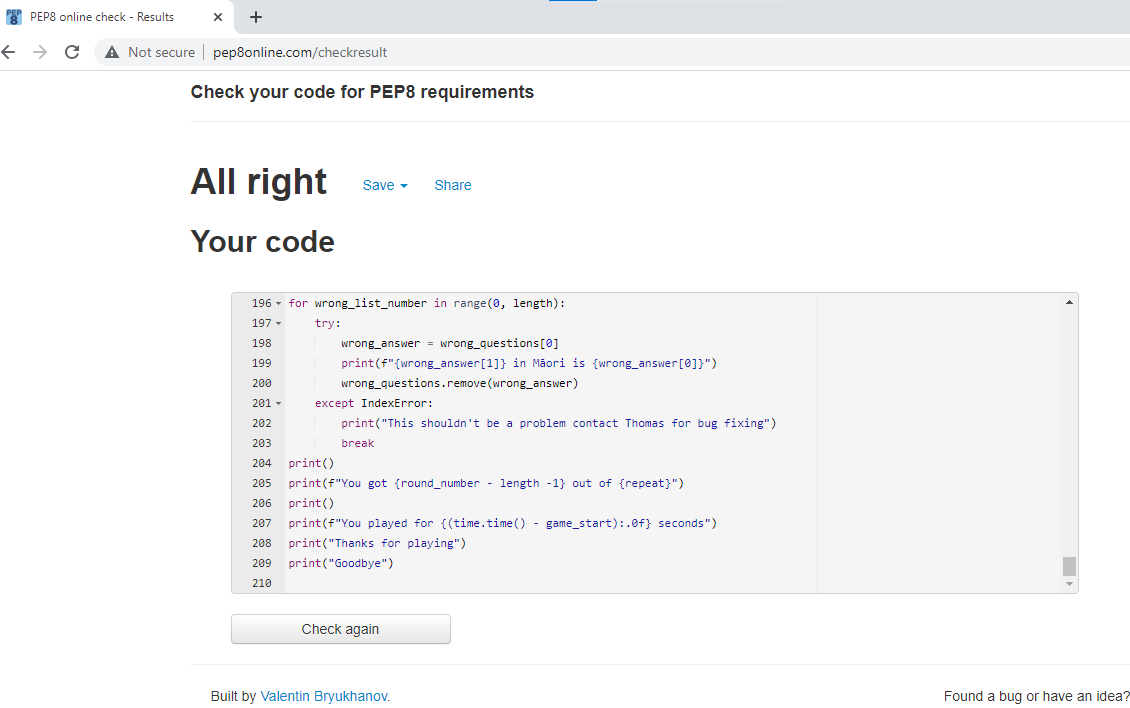 PEP8 online check - Results
Not secure pep8online.com/checkresult
Check your code for PEP8 requirements
All right Save Share
Your code
196 for wrong_list_number in range(0, length):
197     try:
198         wrong_answer = wrong_questions[0]
199         print(f"{wrong_answer[1]} in Māori is {wrong_answer[0]}")
200         wrong_questions.remove(wrong_answer)
201     except IndexError:
202         print("This shouldn't be a problem contact Thomas for bug fixing")
203         break
204 print()
205 print(f"You got {round_number - length -1} out of {repeat}")
206 print()
207 print(f"You played for {(time.time() - game_start):.0f} seconds")
208 print("Thanks for playing")
209 print("Goodbye")
210
Check again
Built by Valentin Bryukhanov. Found a bug or have an idea?